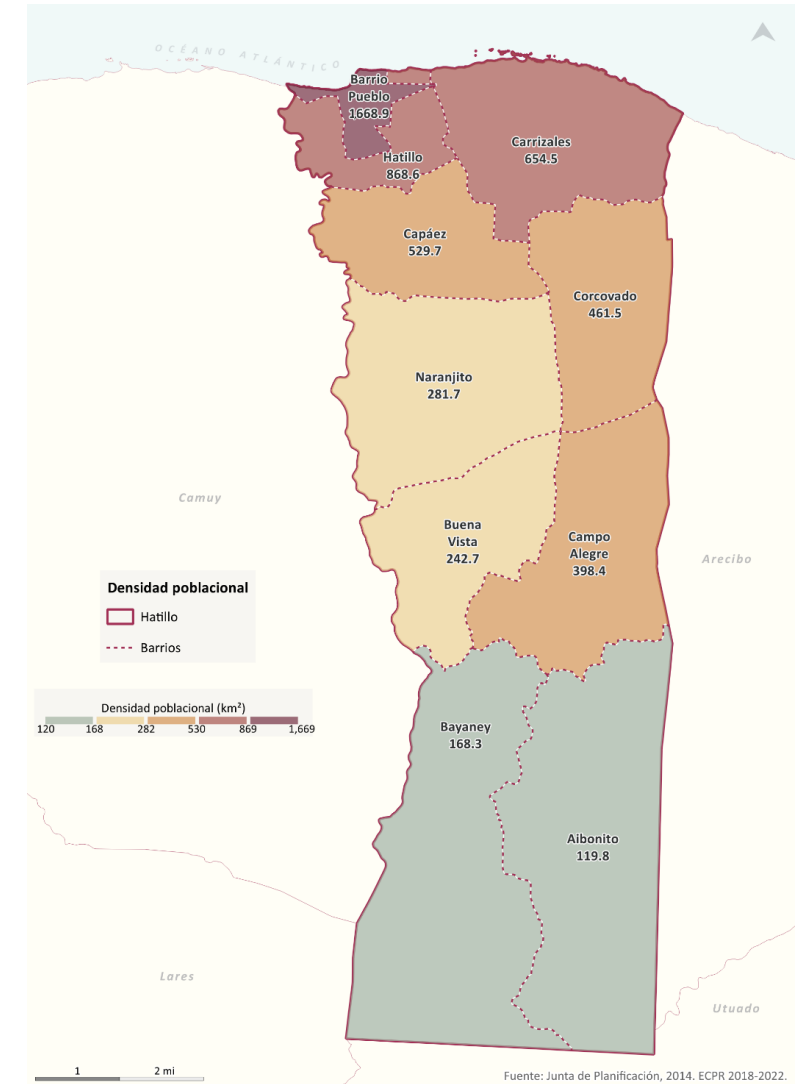 OCÉANO ATLÁNTICO
Barrio
Pueblo
1668.9
Carrizales
654.5
Hatillo
868.6
Capáez
529.7
Corcovado
461.5
Naranjito
281.7
Camuy
Buena
Vista
242.7
Campo
Alegre
398.4
Arecibo
Densidad poblacional
Hatillo
Barrios
Densidad poblacional (km²)
120 168 282 530 869 1,669
Bayaney
168.3
Aibonito
119.8
Lares
Utuado
1 2 mi
Fuente: Junta de Planificación, 2014. ECPR 2018-2022.